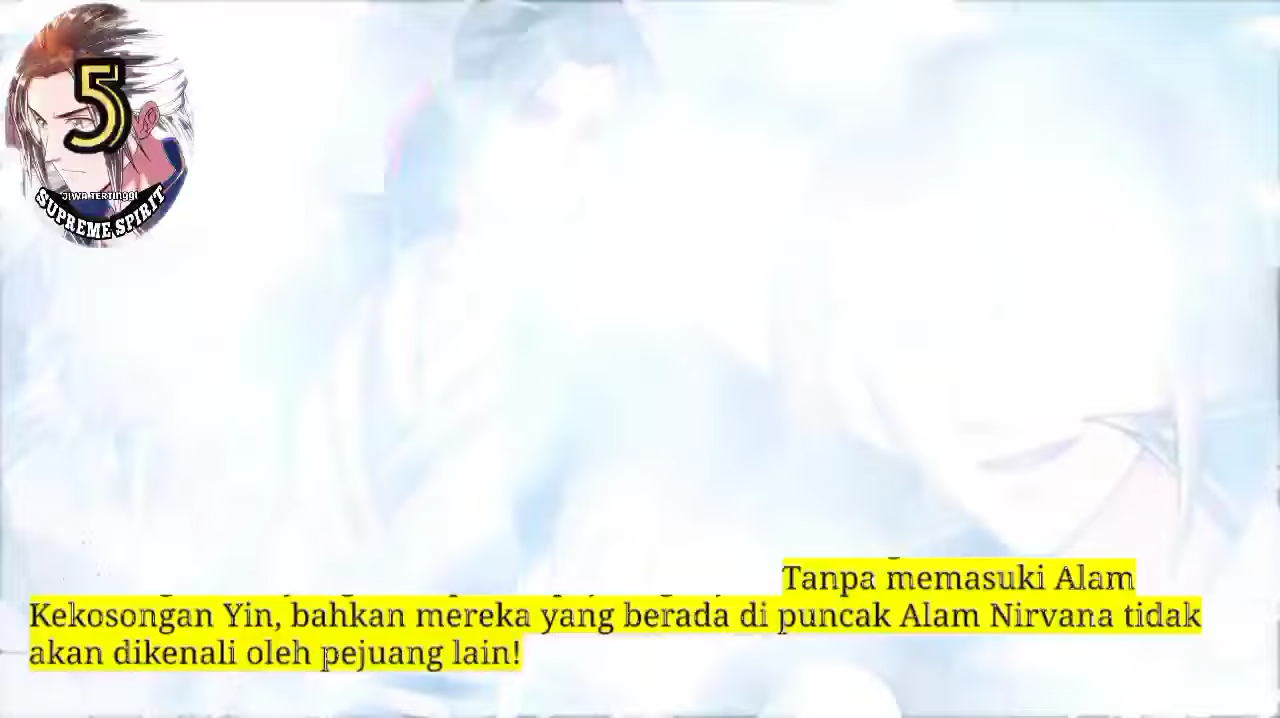 5
JIWA TERTINGGI
SUPREME SPIRIT
Tanpa memasuki Alam
Kekosongan Yin, bahkan mereka yang berada di puncak Alam Nirvana tidak
akan dikenali oleh pejuang lain!